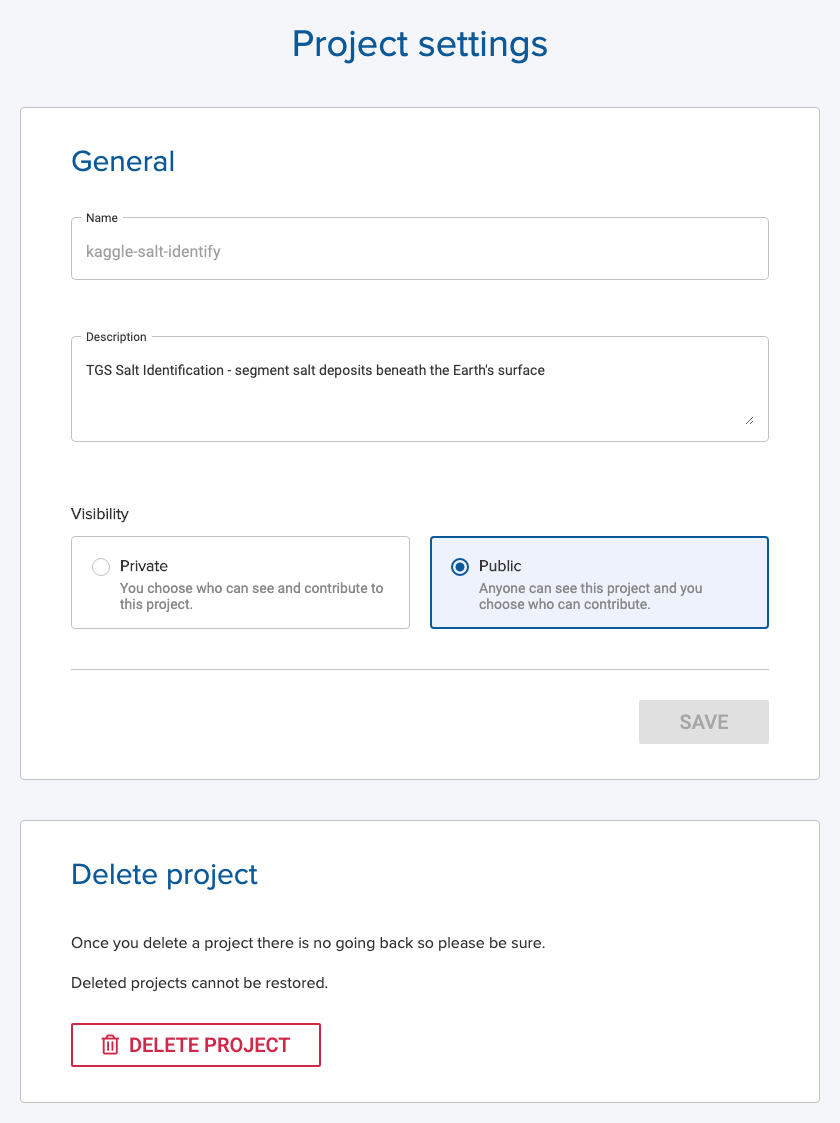 Project settings
General
Name
kaggle-salt-identify
Description
TGS Salt Identification - segment salt deposits beneath the Earth's surface
Visibility
Private
You choose who can see and contribute to
this project.
Public
Anyone can see this project and you
choose who can contribute.
SAVE
Delete project
Once you delete a project there is no going back so please be sure.
Deleted projects cannot be restored.
DELETE PROJECT